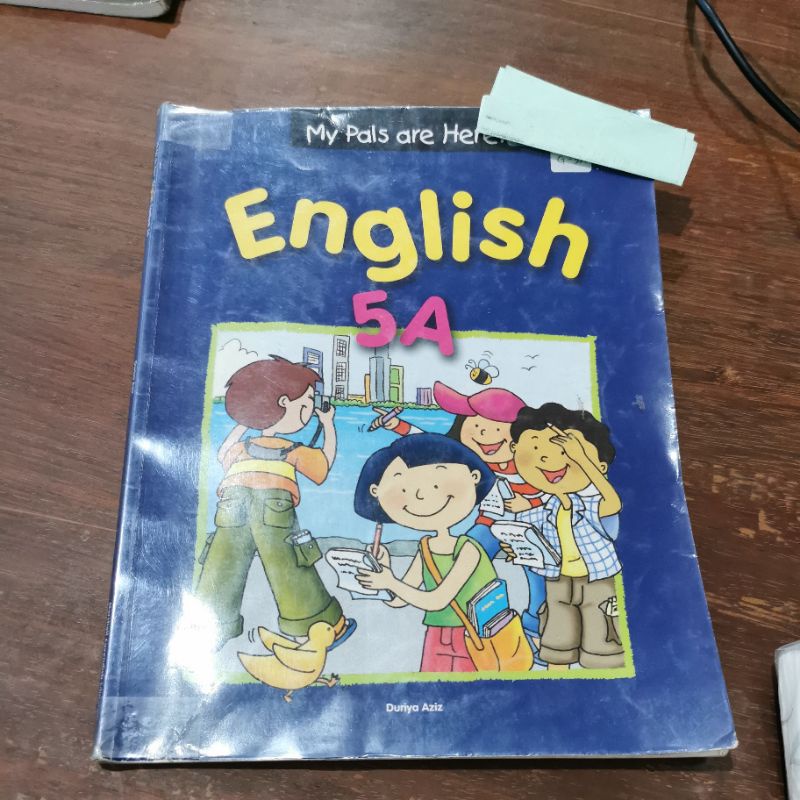 My Pals are Here
English
5A
Duriya Aziz